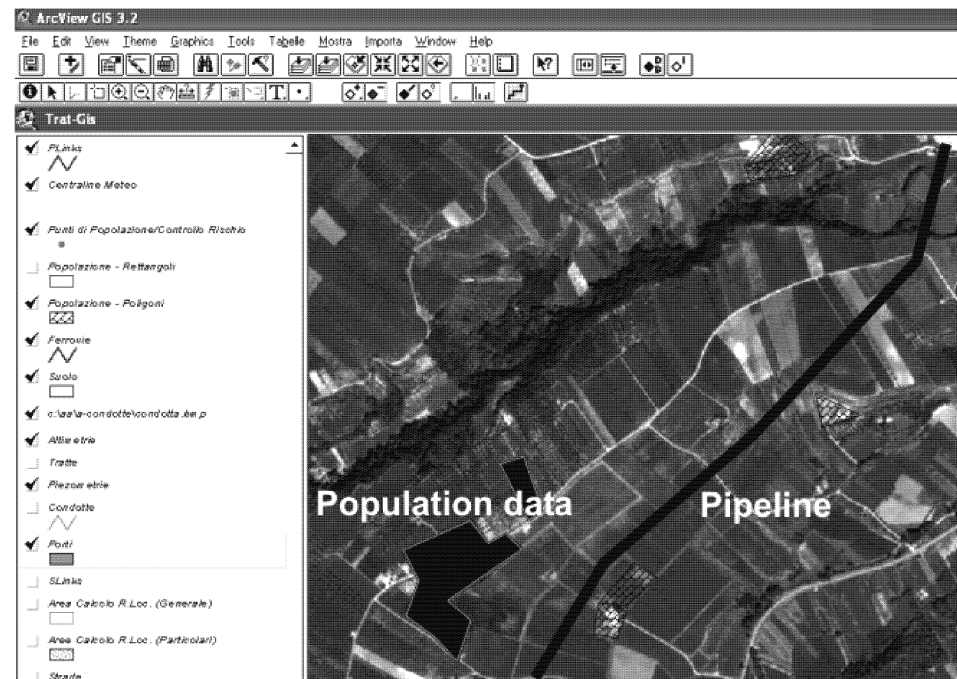 ArcView GIS 3.2
File Edit View Theme Graphics Tools Tabelle Mostra Importa Window Help
Trat-Gis
PLinks
Centraline Meteo
Punti di Popolazione/Controllo Rischio
Popolazione - Rettangoli
Popolazione - Poligoni
Ferrovie
Suolo
c:\aa\a-condotte\condotta.bmp
Altimetrie
Tratte
Piezometrie
Condotte
Porti
SLinks
Area Calcolo R.Loc. (Generale)
Area Calcolo R.Loc. (Particolari)
Strade
Population data
Pipeline